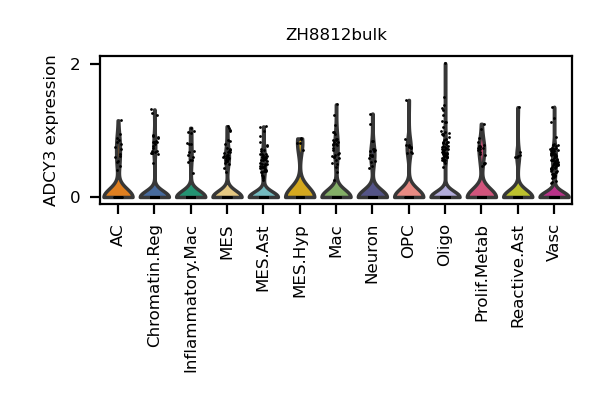 ZH8812bulk
ADCY3 expression
2
0
AC
Chromatin.Reg
Inflammatory.Mac
MES
MES.Ast
MES.Hyp
Mac
Neuron
OPC
Oligo
Prolif.Metab
Reactive.Ast
Vasc